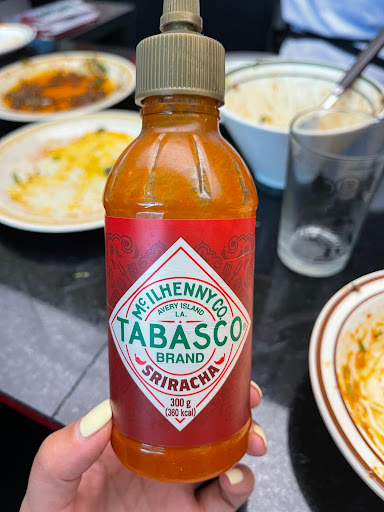 McILHENNY CO.
AVERY ISLAND
LA.
TABASCO®
BRAND
SRIRACHA
300 g
(360 kcal)